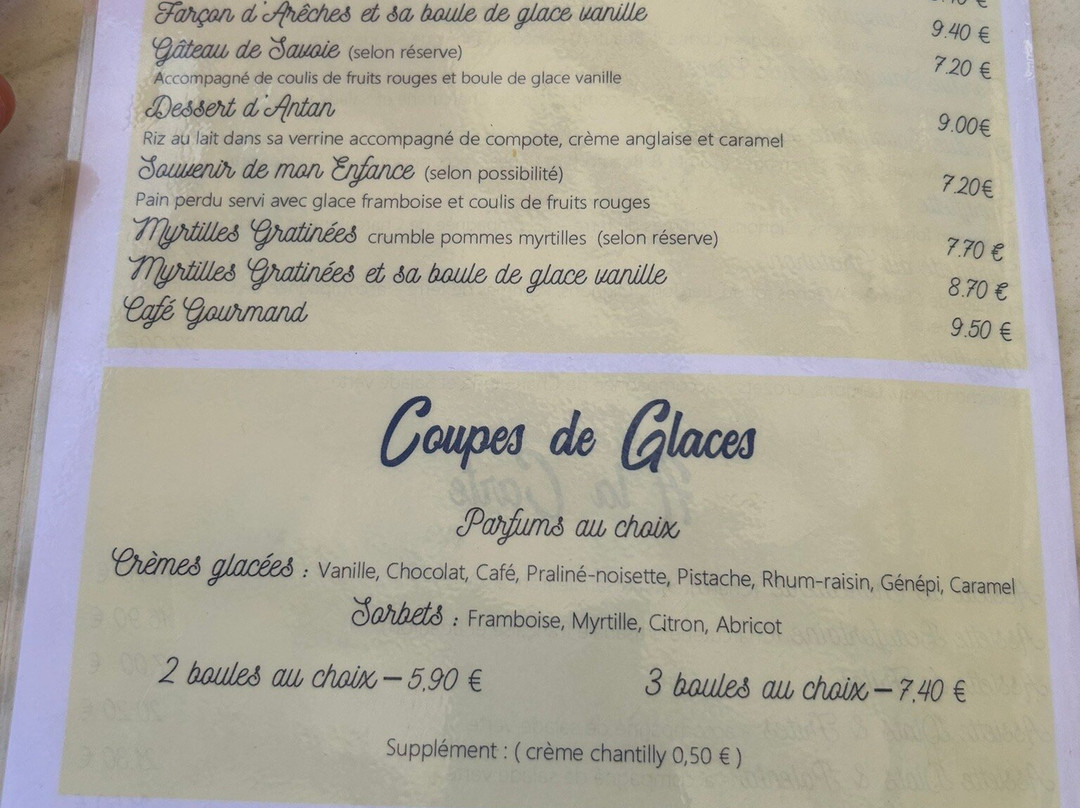 Farçon d'Arêches et sa boule de glace vanille 9.40 €
Gâteau de Savoie (selon réserve) 7.20 €
Accompagné de coulis de fruits rouges et boule de glace vanille
Dessert d'Antan 9.00€
Riz au lait dans sa verrine accompagné de compote, crème anglaise et caramel
Souvenir de mon Enfance (selon possibilité) 7.20€
Pain perdu servi avec glace framboise et coulis de fruits rouges
Myrtilles Gratinées crumble pommes myrtilles (selon réserve) 7.70 €
Myrtilles Gratinées et sa boule de glace vanille 8.70 €
Café Gourmand 9.50 €
Coupes de Glaces
Parfums au choix
Crèmes glacées : Vanille, Chocolat, Café, Praliné-noisette, Pistache, Rhum-raisin, Génépi, Caramel
Sorbets : Framboise, Myrtille, Citron, Abricot
2 boules au choix – 5,90 € 3 boules au choix – 7,40 €
Supplément : ( crème chantilly 0,50 € )